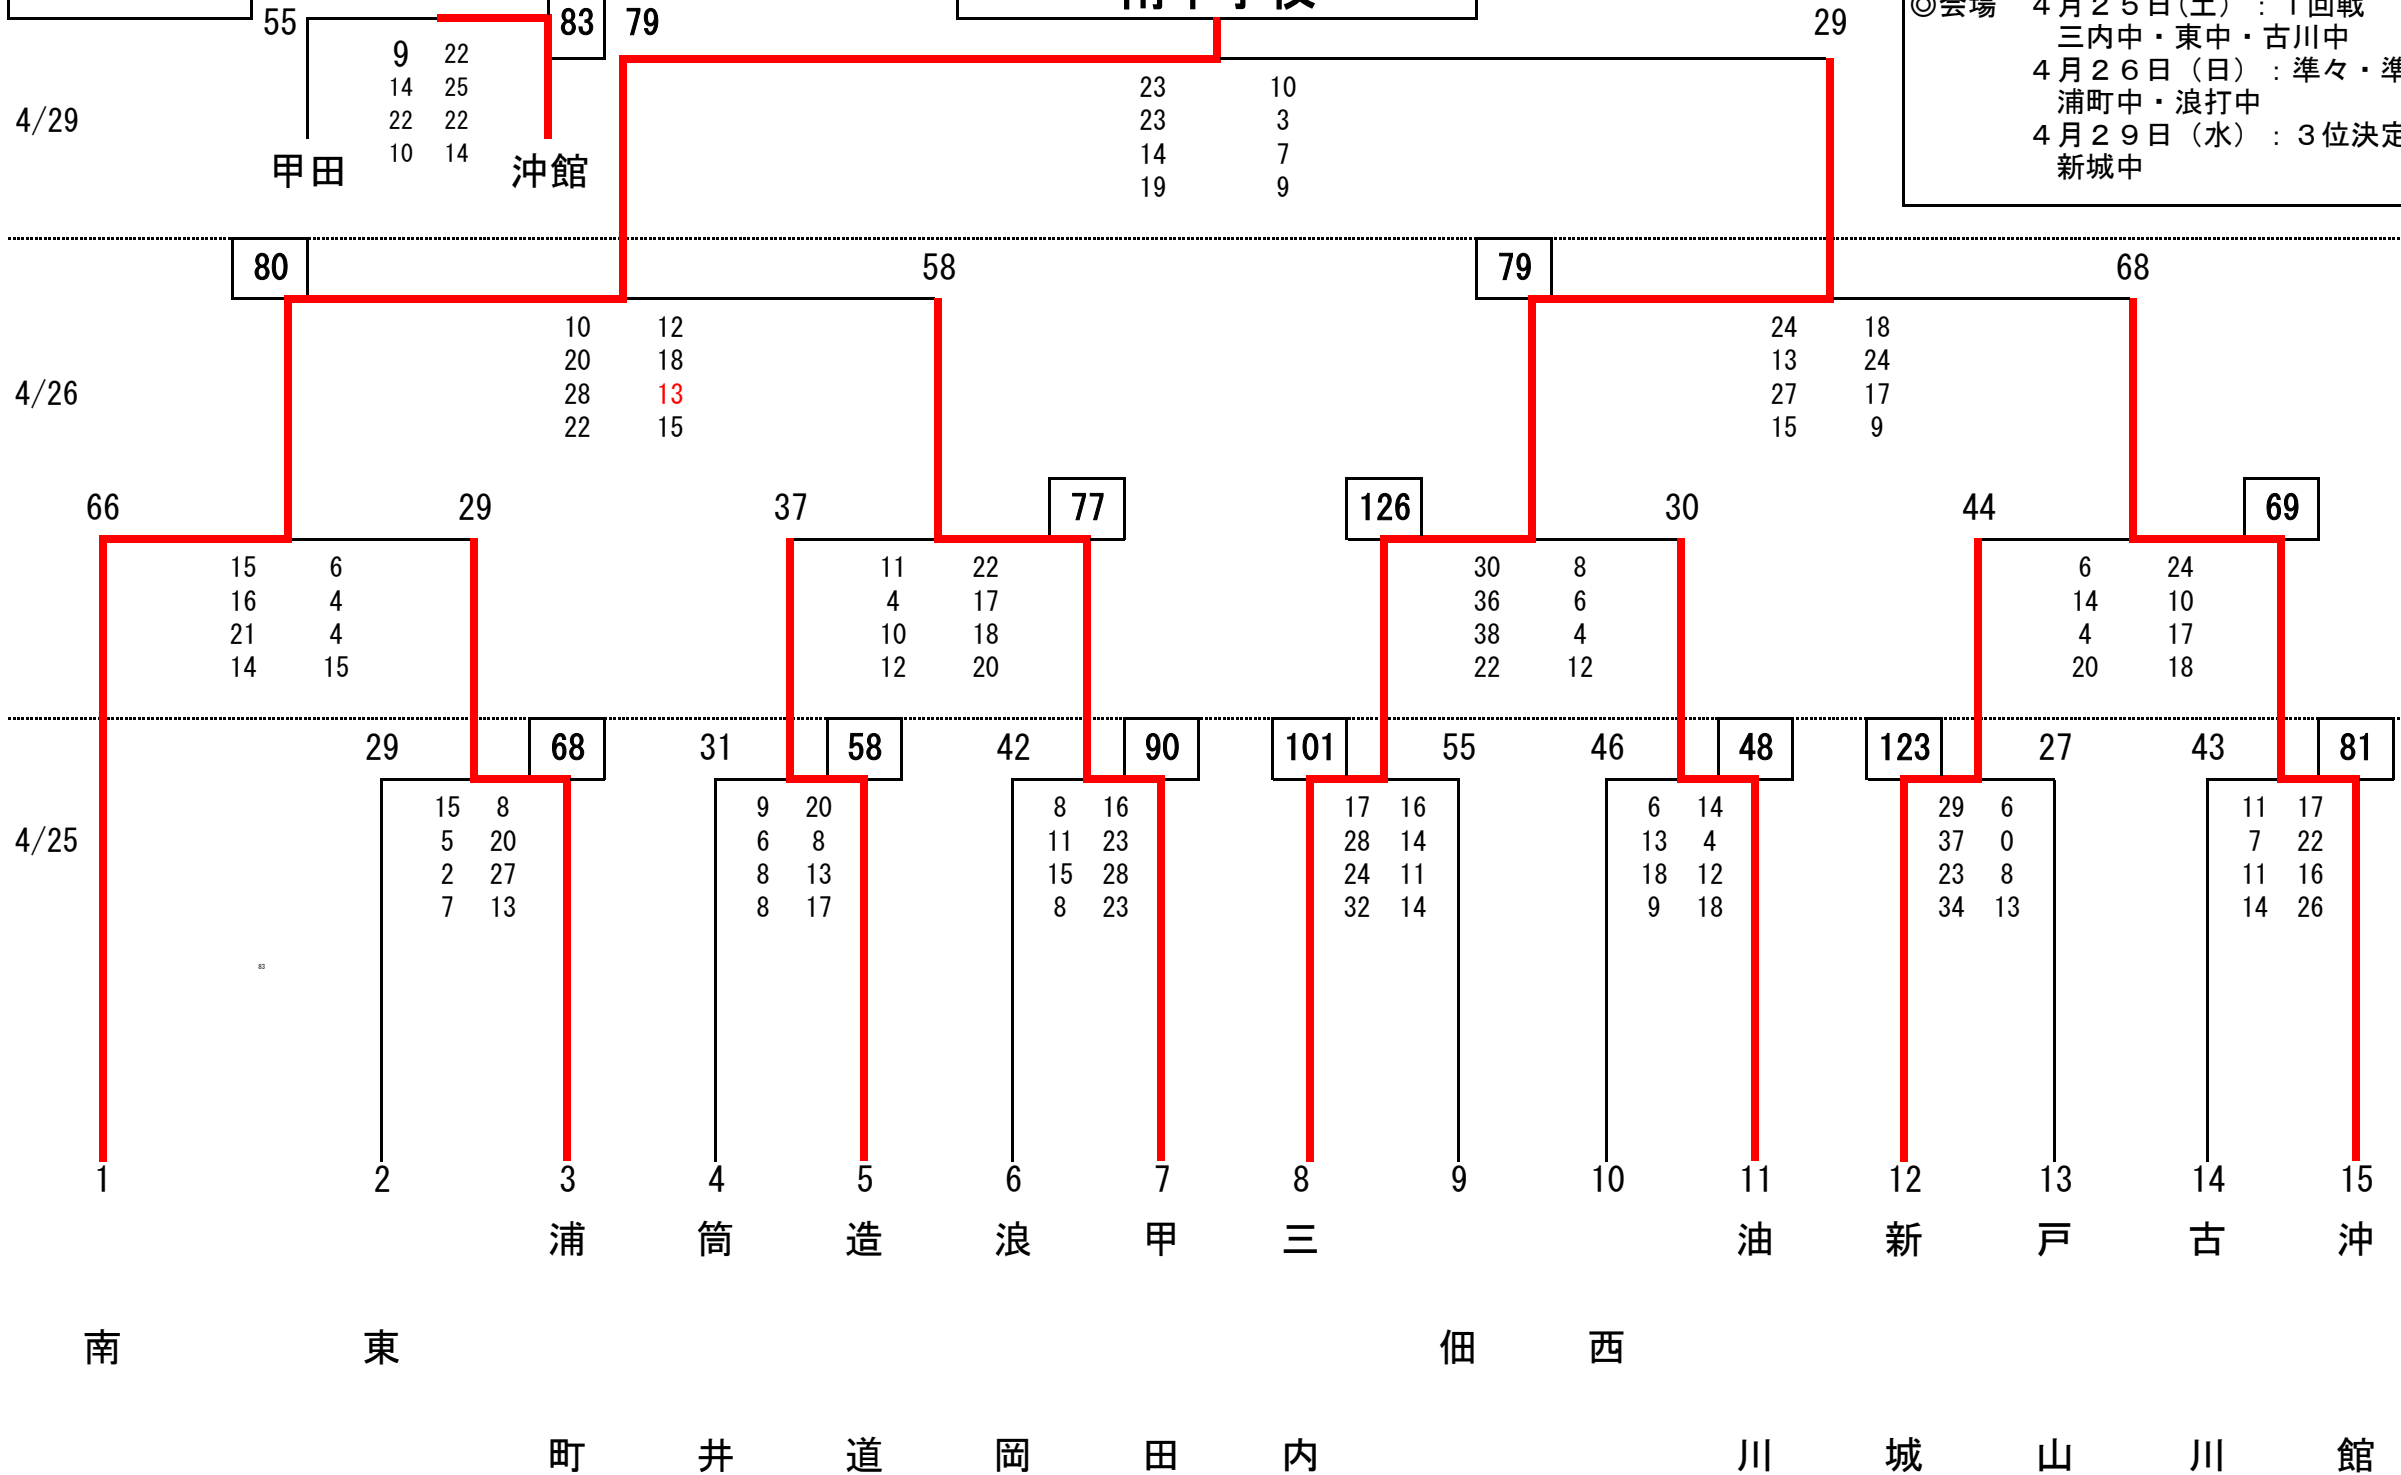 55 83 79 南中学校 29 ◎会場 4月25日(土)：1回戦
三内中・東中・古川中
9 22
4月26日（日）：準々・準
14 25 23 10
浦町中・浪打中
4/29 22 22 23 3
4月29日（水）：3位決定
10 14 14 7
甲田 沖館 新城中
19 9
80 58 79 68
10 12 24 18
20 18 13 24
4/26 28 13 27 17
22 15 15 9
66 29 37 77 126 30 44 69
15 6 11 22 30 8 6 24
16 4 4 17 36 6 14 10
21 4 10 18 38 4 4 17
14 15 12 20 22 12 20 18
29 68 31 58 42 90 101 55 46 48 123 27 43 81
15 8 9 20 8 16 17 16 6 14 29 6 11 17
4/25 5 20 6 8 11 23 28 14 13 4 37 0 7 22
2 27 8 13 15 28 24 11 18 12 23 8 11 16
7 13 8 17 8 23 32 14 9 18 34 13 14 26
83
1 2 3 4 5 6 7 8 9 10 11 12 13 14 15
南
東
浦町
筒井
造道
浪岡
甲田
三内
佃
西
油川
新城
戸山
古川
沖館